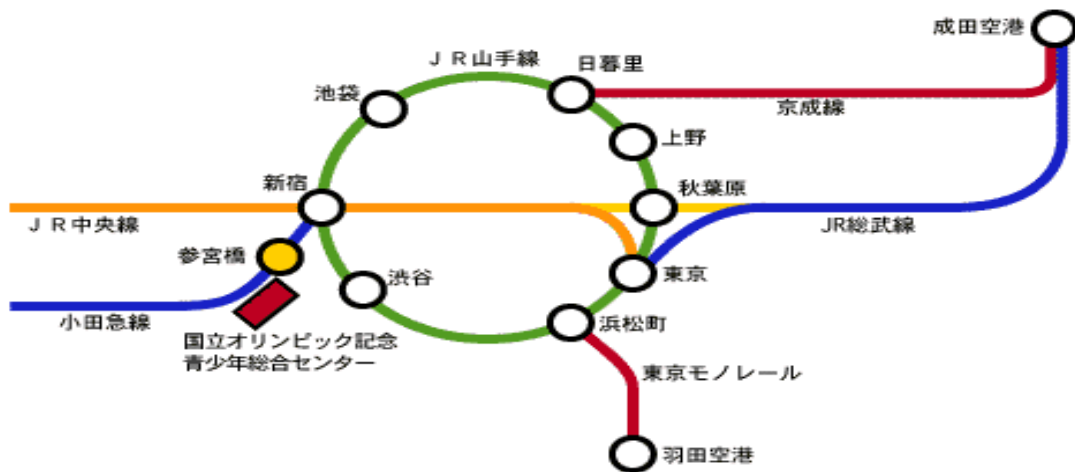 成田空港
ＪＲ山手線
日暮里
池袋
京成線
上野
新宿
秋葉原
ＪＲ中央線
JR総武線
参宮橋
渋谷
東京
小田急線
浜松町
国立オリンピック記念
青少年総合センター
東京モノレール
羽田空港